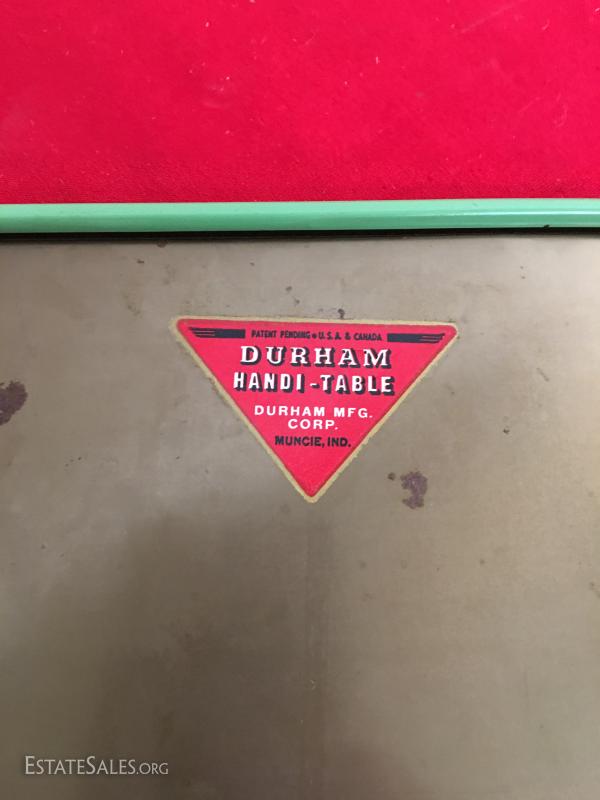 PATENT PENDING • U.S.A. & CANADA
DURHAM
HANDI-TABLE
DURHAM MFG.
CORP.
MUNCIE, IND.
ESTATESALES.ORG